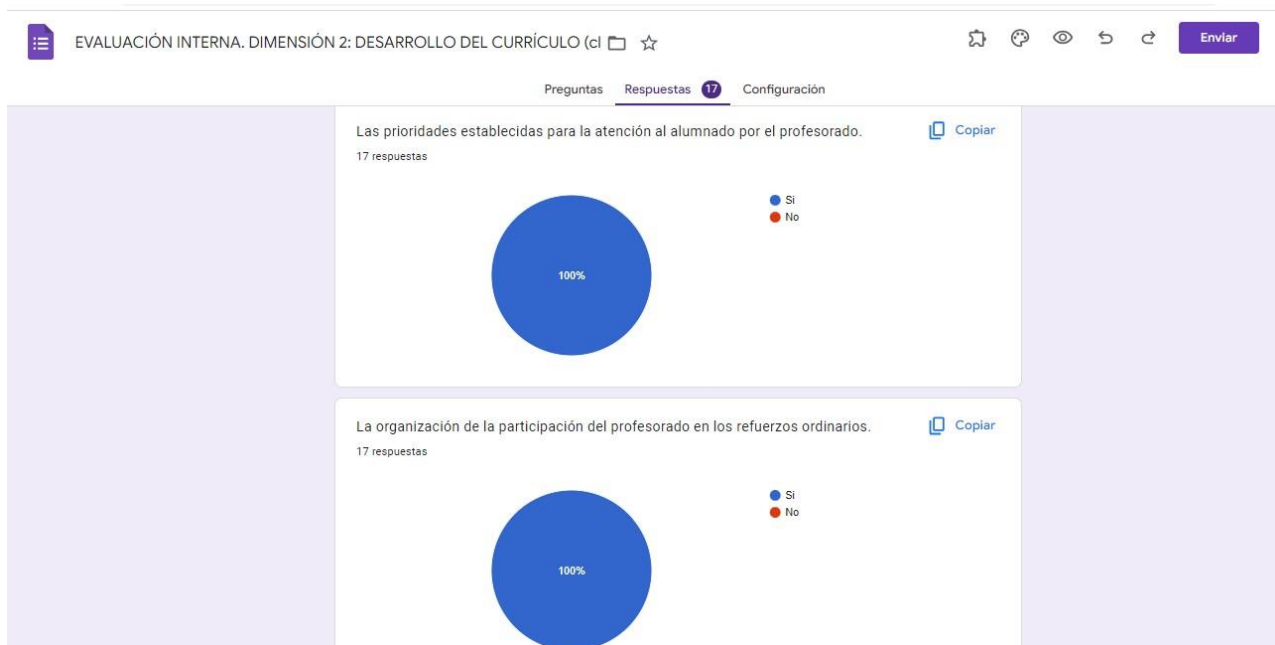 EVALUACIÓN INTERNA. DIMENSIÓN 2: DESARROLLO DEL CURRÍCULO (cl
Enviar
Preguntas Respuestas 17 Configuración
Las prioridades establecidas para la atención al alumnado por el profesorado.
Copiar
17 respuestas
Si
No
100%
La organización de la participación del profesorado en los refuerzos ordinarios.
Copiar
17 respuestas
Si
No
100%